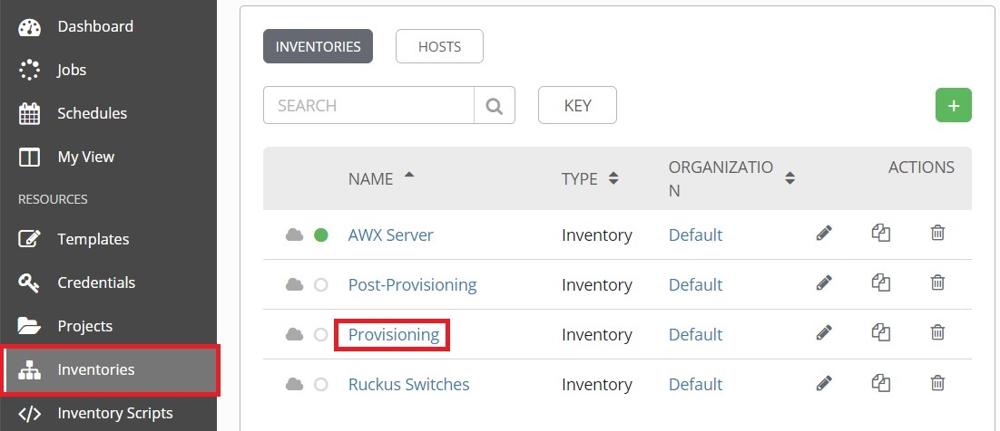 Dashboard
Jobs
Schedules
My View
RESOURCES
Templates
Credentials
Projects
Inventories
Inventory Scripts
INVENTORIES HOSTS
SEARCH KEY +
NAME TYPE ORGANIZATIO
N ACTIONS
AWX Server Inventory Default
Post-Provisioning Inventory Default
Provisioning Inventory Default
Ruckus Switches Inventory Default